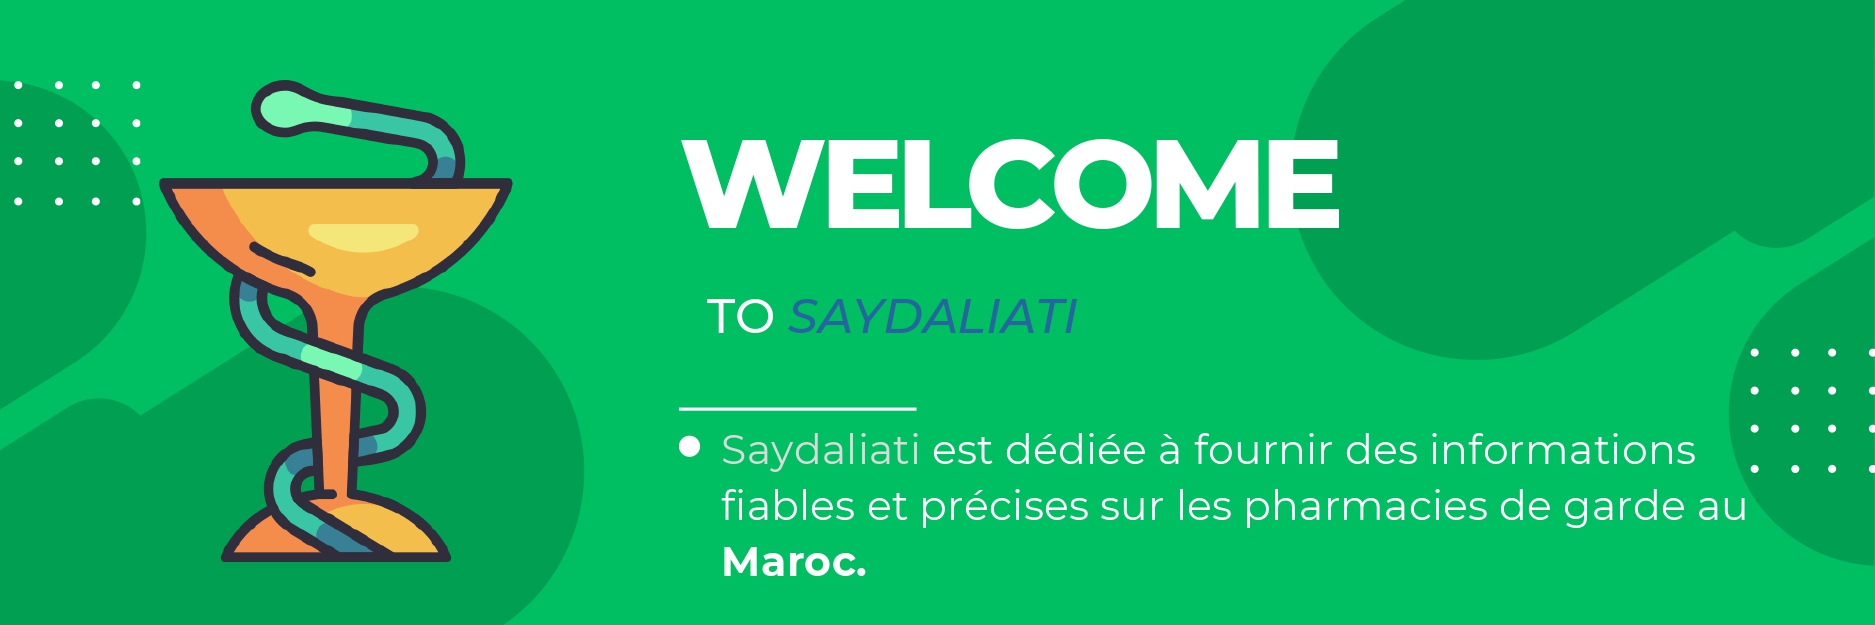 WELCOME
TO SAYDALIATI
Saydaliati est dédiée à fournir des informations
fiables et précises sur les pharmacies de garde au
Maroc.